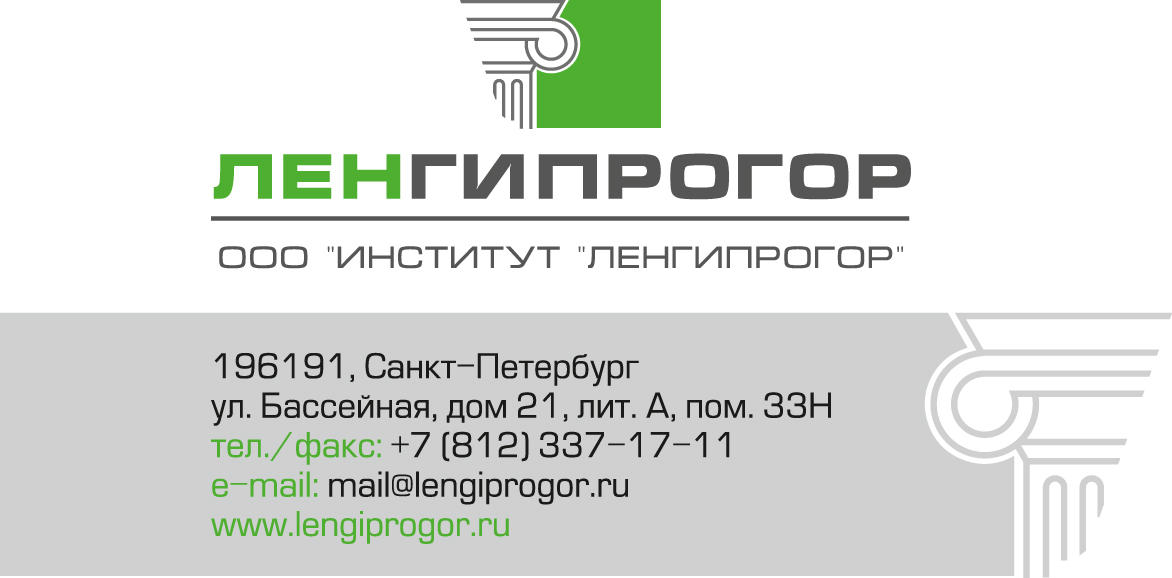 ЛЕНГИПРОГОР
ООО "ИНСТИТУТ "ЛЕНГИПРОГОР"
196191, Санкт-Петербург
ул. Бассейная, дом 21, лит. А, пом. 33Н
тел./факс: +7 (812) 337-17-11
e-mail: mail@lengiprogor.ru
www.lengiprogor.ru